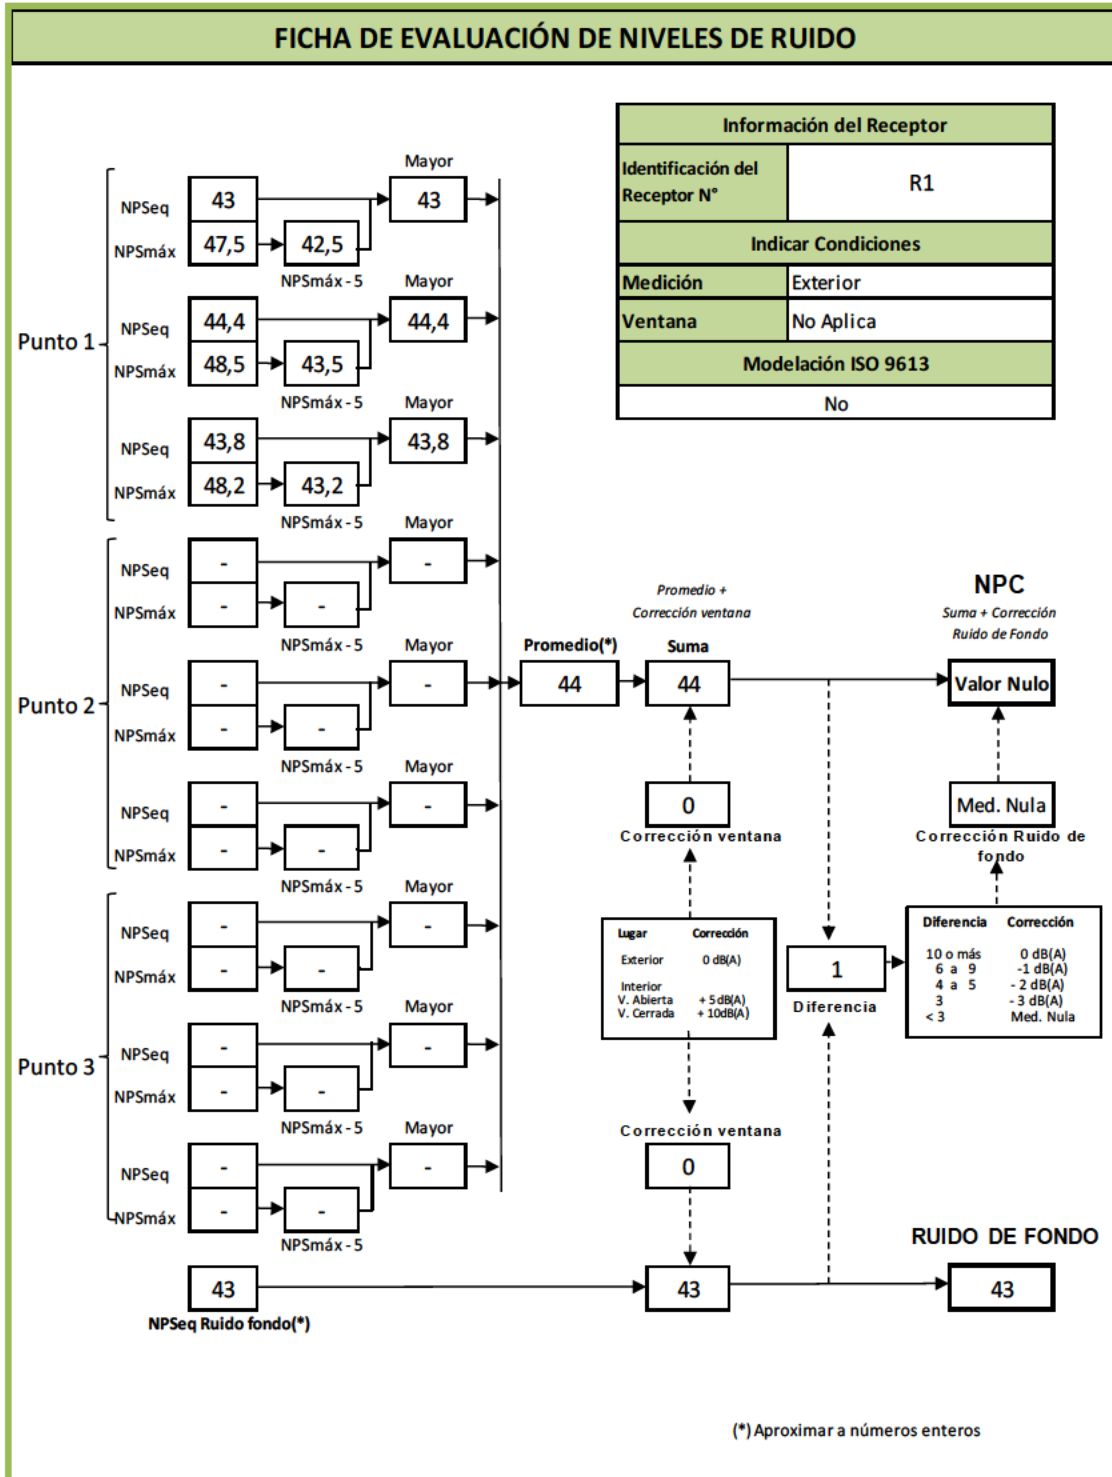 FICHA DE EVALUACIÓN DE NIVELES DE RUIDO
Información del Receptor
Identificación del Receptor N°
R1
Indicar Condiciones
Medición
Exterior
Ventana
No Aplica
Modelación ISO 9613
No
Punto 1
Mayor
NPSeq
43
43
NPSmáx
47,5
42,5
NPSmáx - 5
Mayor
NPSeq
44,4
44,4
NPSmáx
48,5
43,5
NPSmáx - 5
Mayor
NPSeq
43,8
43,8
NPSmáx
48,2
43,2
NPSmáx - 5
Punto 2
Mayor
NPSeq
-
-
NPSmáx
-
-
NPSmáx - 5
Mayor
NPSeq
-
-
NPSmáx
-
-
NPSmáx - 5
Mayor
NPSeq
-
-
NPSmáx
-
-
NPSmáx - 5
Punto 3
Mayor
NPSeq
-
-
NPSmáx
-
-
NPSmáx - 5
Mayor
NPSeq
-
-
NPSmáx
-
-
NPSmáx - 5
Mayor
NPSeq
-
-
NPSmáx
-
-
NPSmáx - 5
Promedio(*)
44
Promedio +
Corrección ventana
Suma
44
0
Corrección ventana
Lugar Corrección
Exterior 0 dB(A)
Interior
V. Abierta + 5 dB(A)
V. Cerrada + 10dB(A)
Corrección ventana
0
NPC
Suma + Corrección
Ruido de Fondo
Valor Nulo
Med. Nula
Corrección Ruido de
fondo
1
Diferencia
Diferencia Corrección
10 o más 0 dB(A)
6 a 9 -1 dB(A)
4 a 5 - 2 dB(A)
3 - 3 dB(A)
< 3 Med. Nula
43
NPSeq Ruido fondo(*)
43
RUIDO DE FONDO
43
(*) Aproximar a números enteros